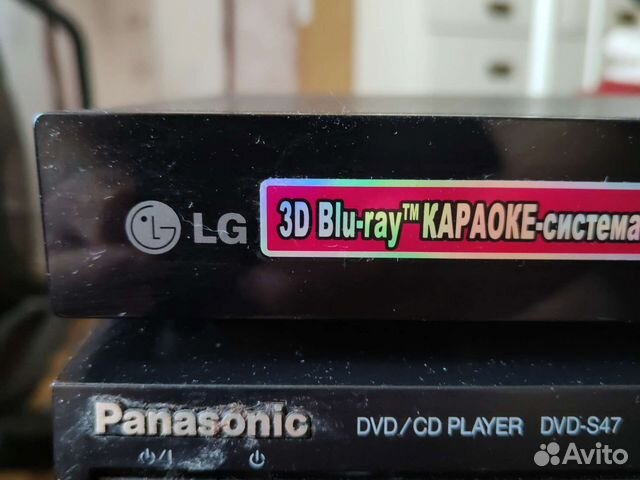 LG
3D Blu-ray™ КАРАОКЕ-система
Panasonic
DVD/CD PLAYER DVD-S47
Avito